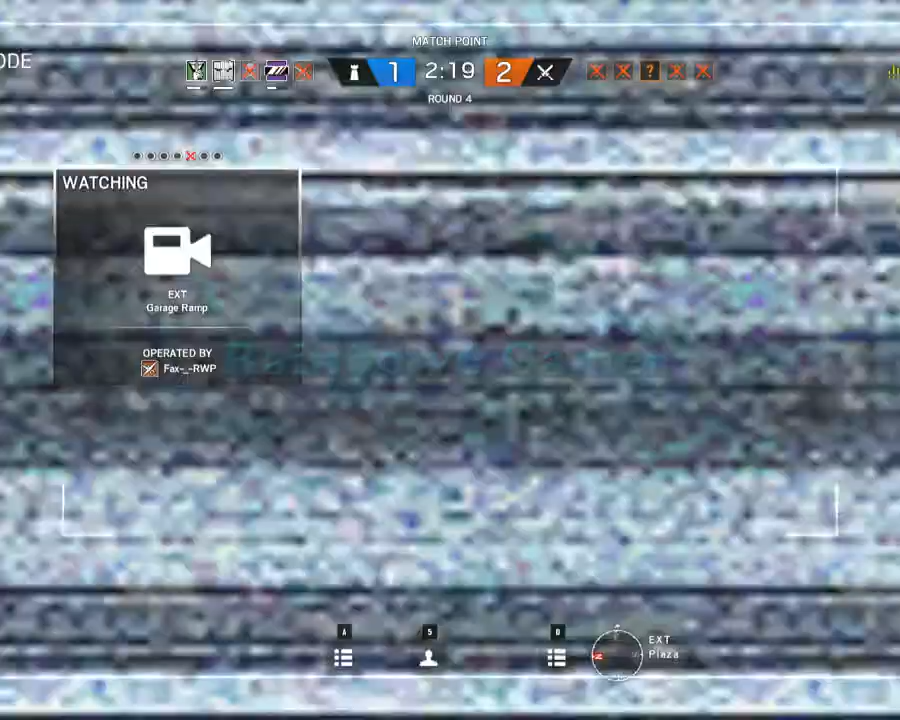 ODE
MATCH POINT
1 2:19 2
?
ROUND 4
WATCHING
EXT
Garage Ramp
OPERATED BY
Fax-_-RWP
A
5
EXT
Plaza